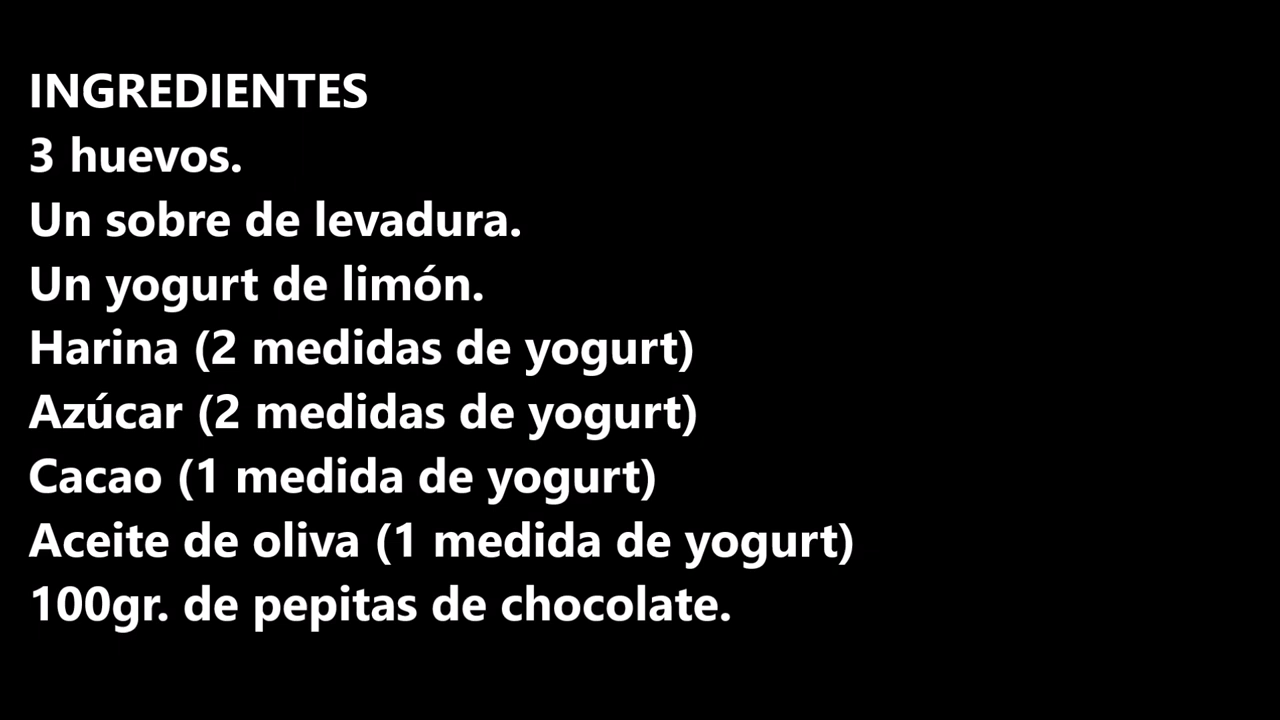 INGREDIENTES
3 huevos.
Un sobre de levadura.
Un yogurt de limón.
Harina (2 medidas de yogurt)
Azúcar (2 medidas de yogurt)
Cacao (1 medida de yogurt)
Aceite de oliva (1 medida de yogurt)
100gr. de pepitas de chocolate.